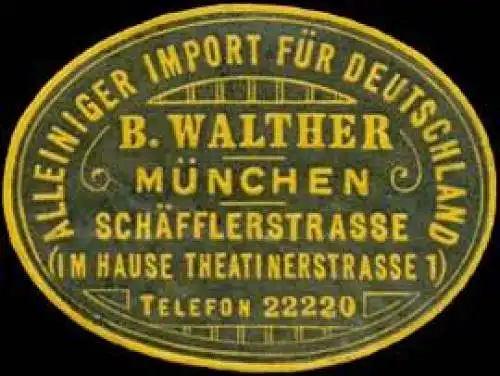 ALLEINIGER IMPORT FÜR DEUTSCHLAND
B. WALTHER
MÜNCHEN
SCHÄFFLERSTRASSE
(IM HAUSE THEATINERSTRASSE 1)
TELEFON 22220